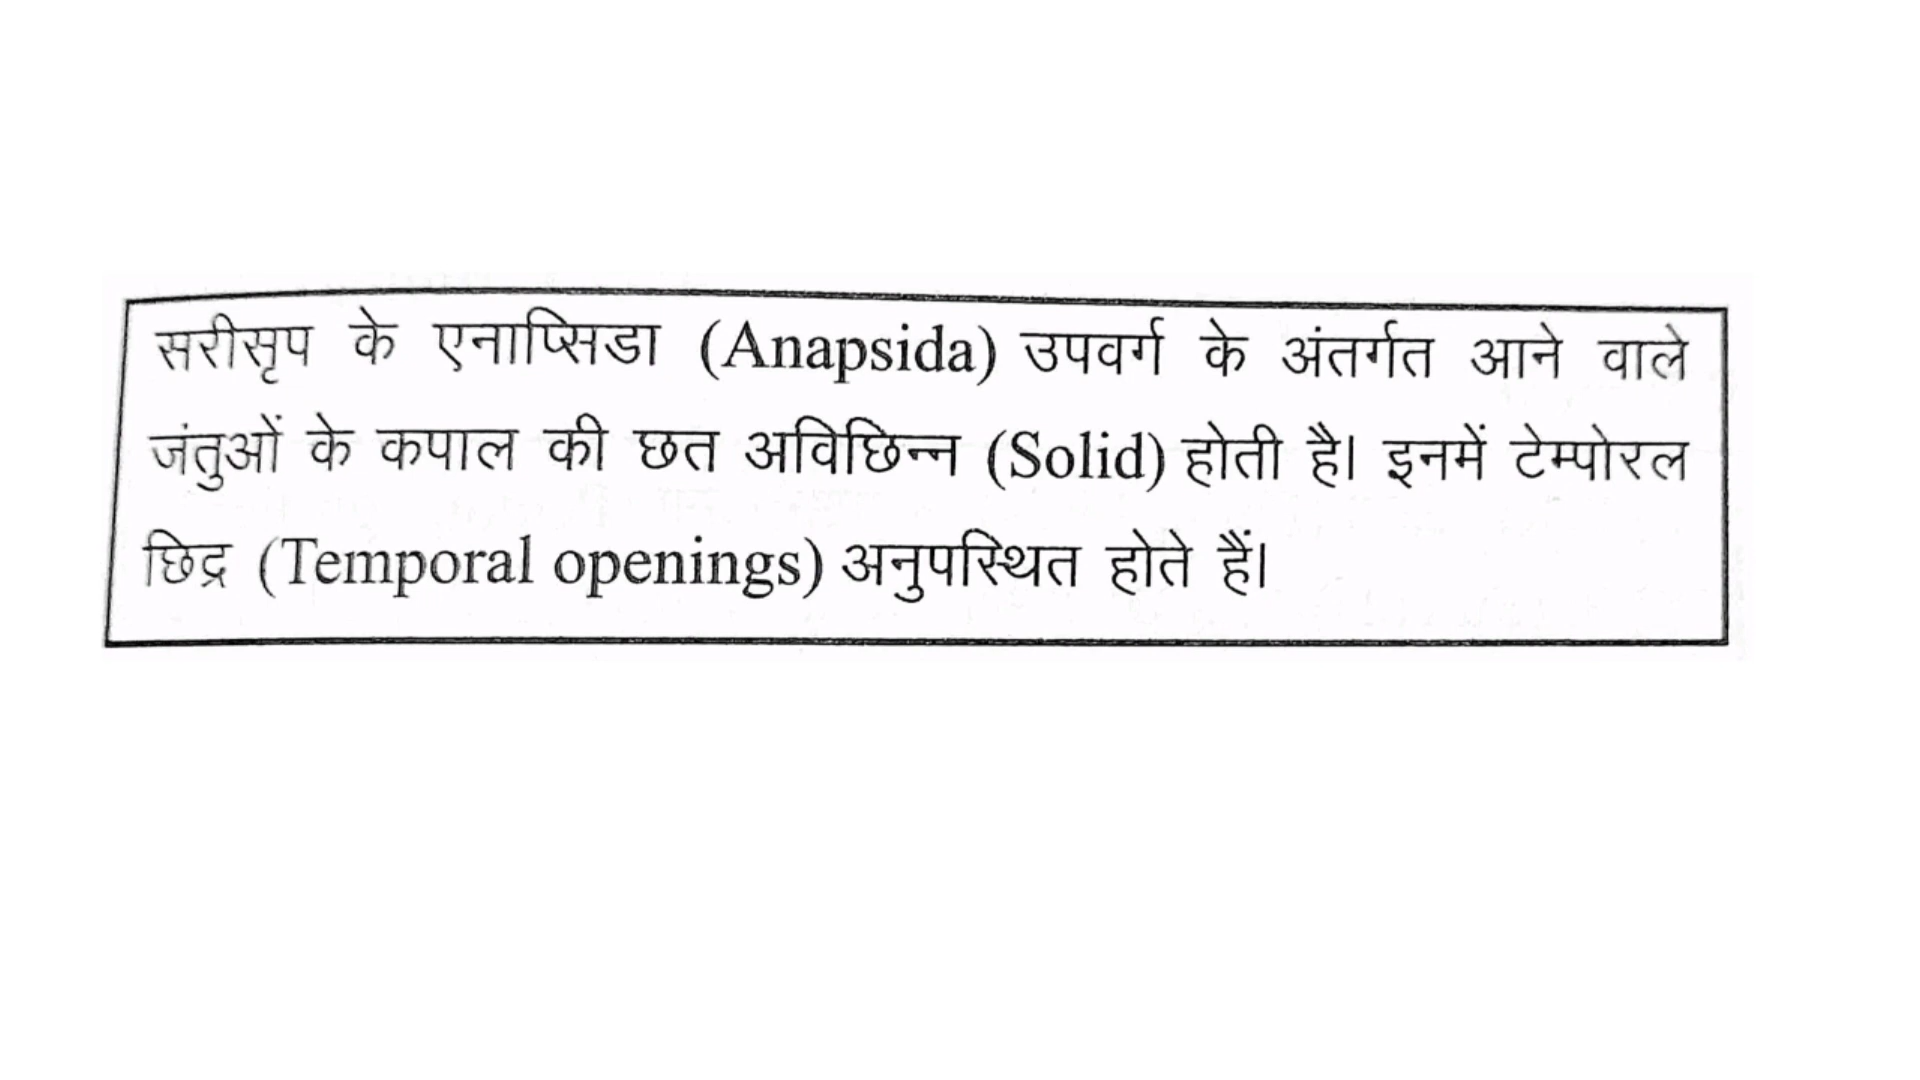 सरीसृप के एनाप्सिडा (Anapsida) उपवर्ग के अंतर्गत आने वाले
जंतुओं के कपाल की छत अविछिन्न (Solid) होती है। इनमें टेम्पोरल
छिद्र (Temporal openings) अनुपस्थित होते हैं।